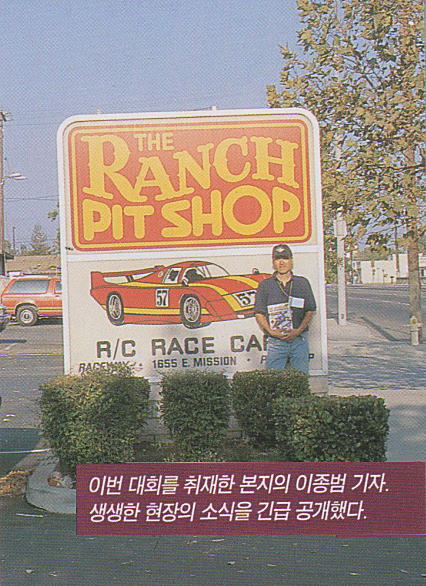 THE
RANCH
PIT SHOP
57
R/C RACE
RACEWAY • 1655 E. MISSION •
이번 대회를 취재한 본지의 이종범 기자.
생생한 현장의 소식을 긴급 공개했다.